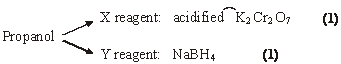 X reagent: acidified K2Cr2O7 (1)
Propanol
Y reagent: NaBH4 (1)